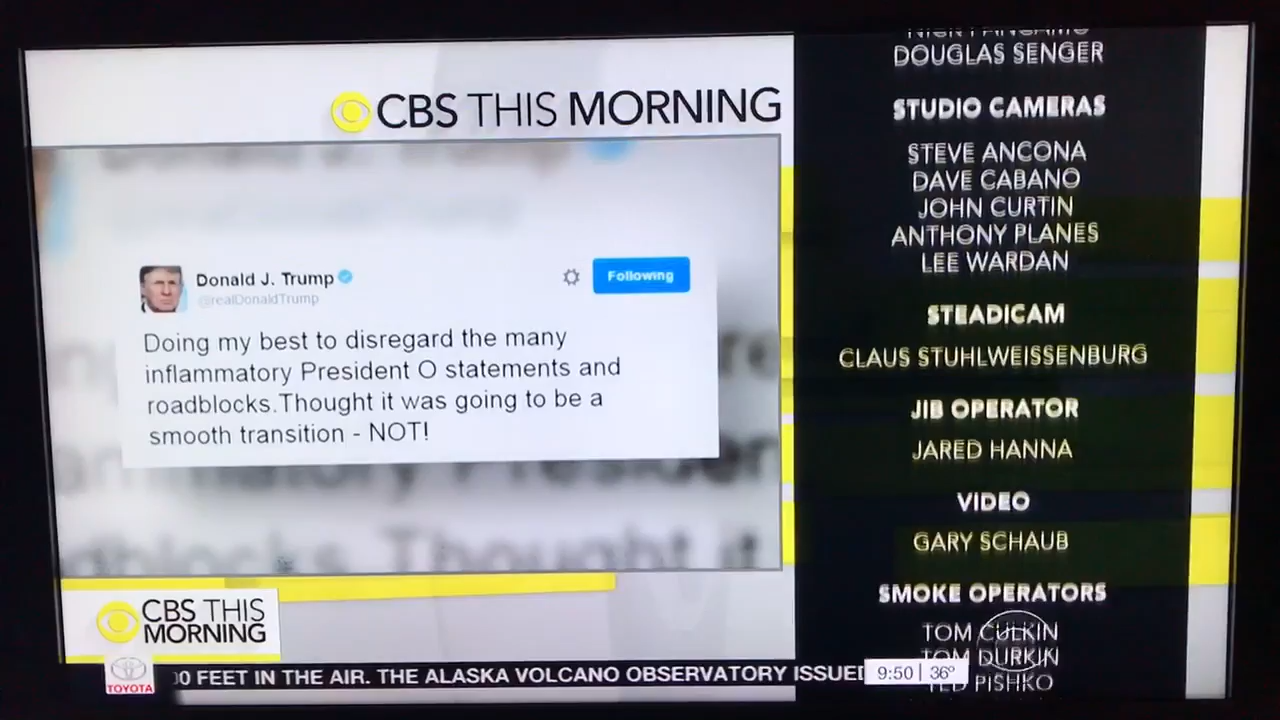 CBS THIS MORNING
Donald J. Trump
@realDonaldTrump
Following
Doing my best to disregard the many
inflammatory President O statements and
roadblocks.Thought it was going to be a
smooth transition - NOT!
CBS THIS
MORNING
TOYOTA
0 FEET IN THE AIR. THE ALASKA VOLCANO OBSERVATORY ISSUED
9:50 | 36°
DOUGLAS SENGER
STUDIO CAMERAS
STEVE ANCONA
DAVE CABANO
JOHN CURTIN
ANTHONY PLANES
LEE WARDAN
STEADICAM
CLAUS STUHLWEISSENBURG
JIB OPERATOR
JARED HANNA
VIDEO
GARY SCHAUB
SMOKE OPERATORS
TOM CULKIN
TOM DURKIN
TED PISHKO